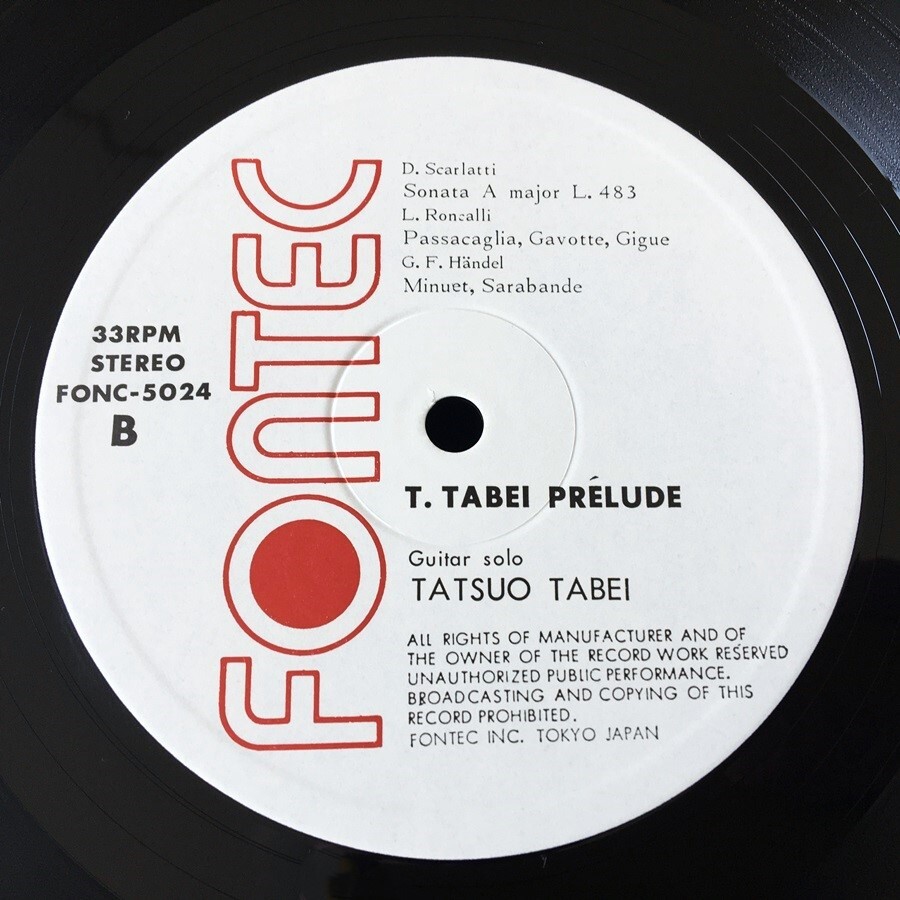 FONTEC
33RPM
STEREO
FONC-5024
B
D. Scarlatti
Sonata A major L. 483
L. Roncalli
Passacaglia, Gavotte, Gigue
G. F. Händel
Minuet, Sarabande
T. TABEI PRÉLUDE
Guitar solo
TATSUO TABEI
ALL RIGHTS OF MANUFACTURER AND OF
THE OWNER OF THE RECORD WORK RESERVED
UNAUTHORIZED PUBLIC PERFORMANCE.
BROADCASTING AND COPYING OF THIS
RECORD PROHIBITED.
FONTEC INC. TOKYO JAPAN